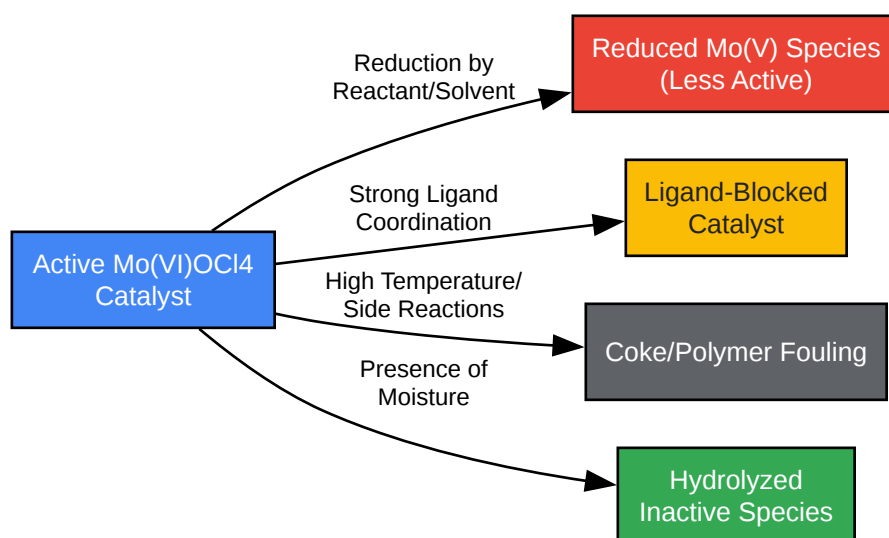 Reduction by
Reactant/Solvent
Reduced Mo(V) Species
(Less Active)
Strong Ligand
Coordination
Ligand-Blocked
Catalyst
Active Mo(VI)OCl4
Catalyst
High Temperature/
Side Reactions
Coke/Polymer Fouling
Presence of
Moisture
Hydrolyzed
Inactive Species